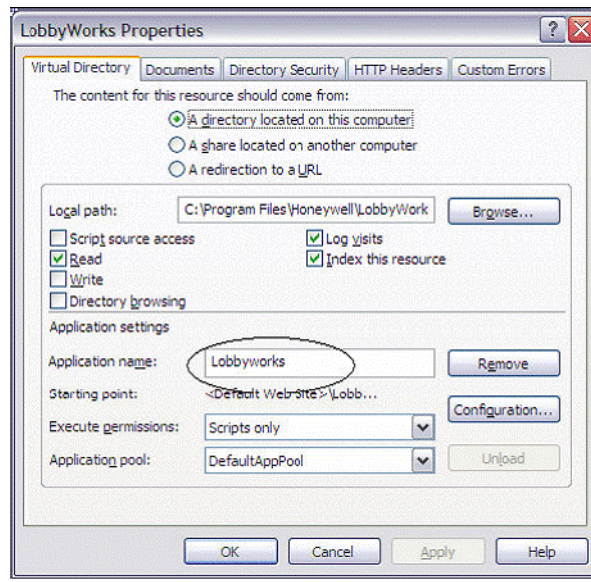 LobbyWorks Properties
Virtual Directory Documents Directory Security HTTP Headers Custom Errors
The content for this resource should come from:
A directory located on this computer
A share located on another computer
A redirection to a URL
Local path: C:\Program Files\Honeywell\LobbyWork Browse...
Script source access Log visits
Read Index this resource
Write
Directory browsing
Application settings
Application name: Lobbyworks Remove
Starting point: <Default Web Site>\Lobb...
Configuration...
Execute permissions: Scripts only
Application pool: DefaultAppPool Unload
OK Cancel Apply Help